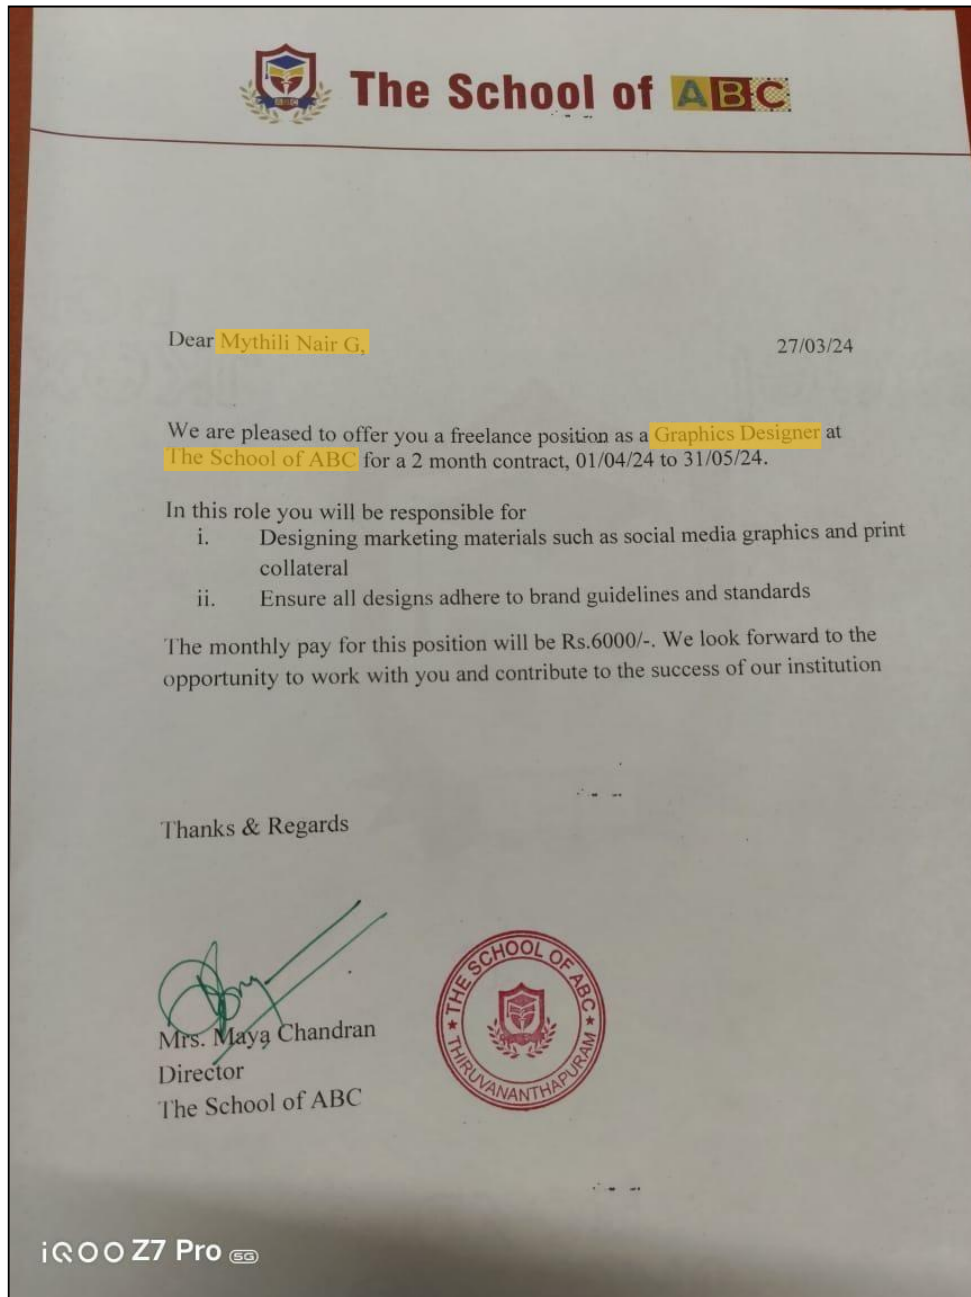 The School of ABC
Dear Mythili Nair G,
27/03/24
We are pleased to offer you a freelance position as a Graphics Designer at
The School of ABC for a 2 month contract, 01/04/24 to 31/05/24.
In this role you will be responsible for
i. Designing marketing materials such as social media graphics and print
collateral
ii. Ensure all designs adhere to brand guidelines and standards
The monthly pay for this position will be Rs.6000/-. We look forward to the
opportunity to work with you and contribute to the success of our institution
Thanks & Regards
Mrs. Maya Chandran
Director
The School of ABC
THE SCHOOL OF ABC
THIRUVANANTHAPURAM
iQOO Z7 Pro 5G